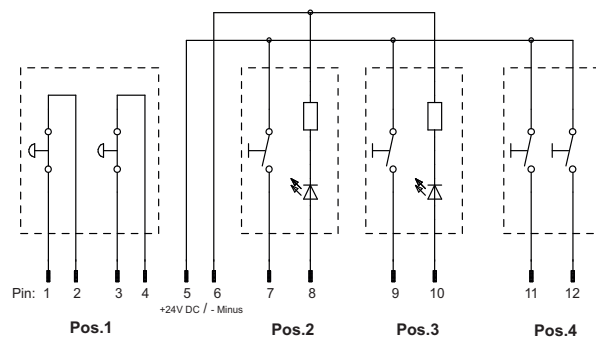 Pin: 1 2 3 4 5 6 7 8 9 10 11 12
+24V DC / - Minus
Pos.1 Pos.2 Pos.3 Pos.4